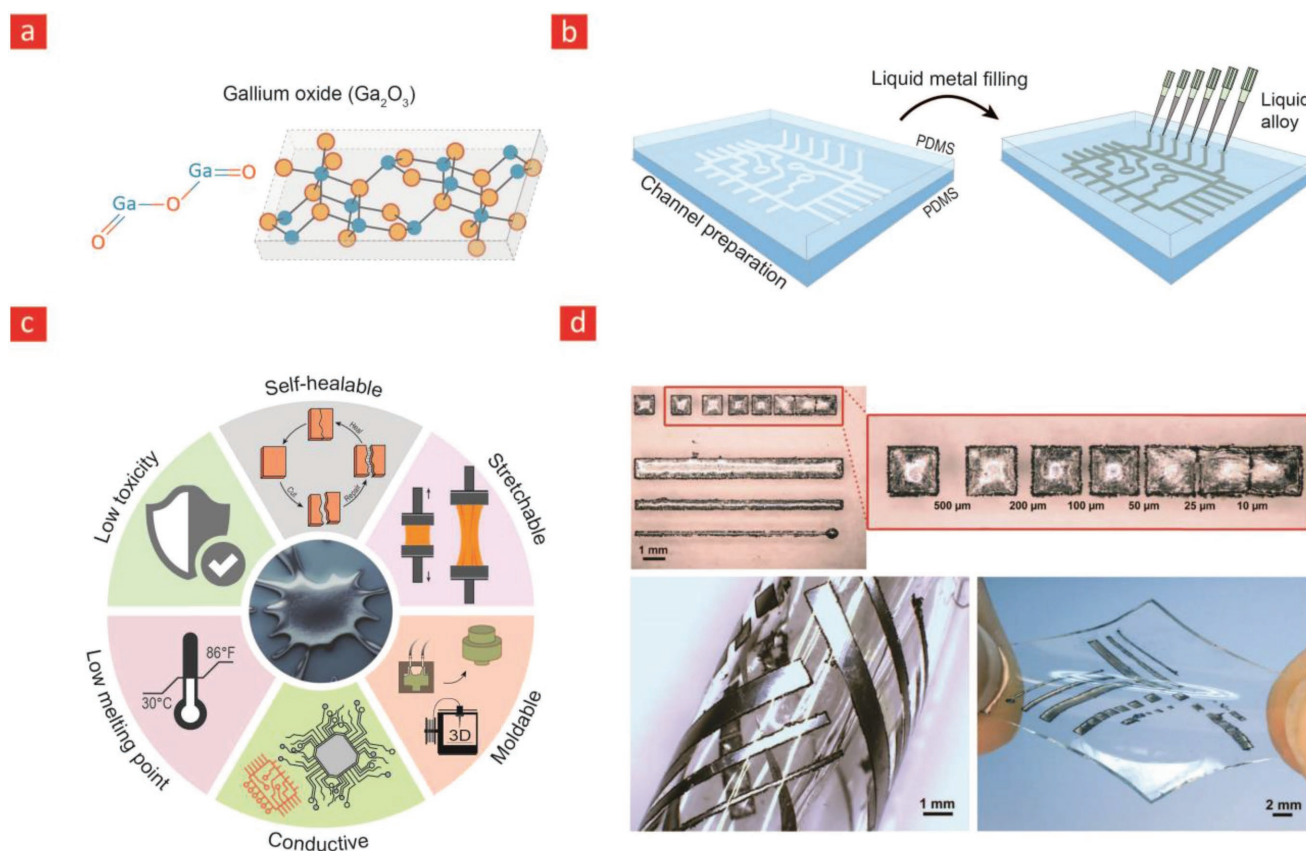 a
Gallium oxide (Ga₂O₃)
Ga=O
Ga—O
O
b
Liquid metal filling
Liquid
alloy
PDMS
PDMS
Channel preparation
c
Self-healable
Heal
Repair
Cut
Stretchable
Moldable
3D
Conductive
Low melting point
86°F
30°C
Low toxicity
d
1 mm
500 µm 200 µm 100 µm 50 µm 25 µm 10 µm
1 mm
2 mm